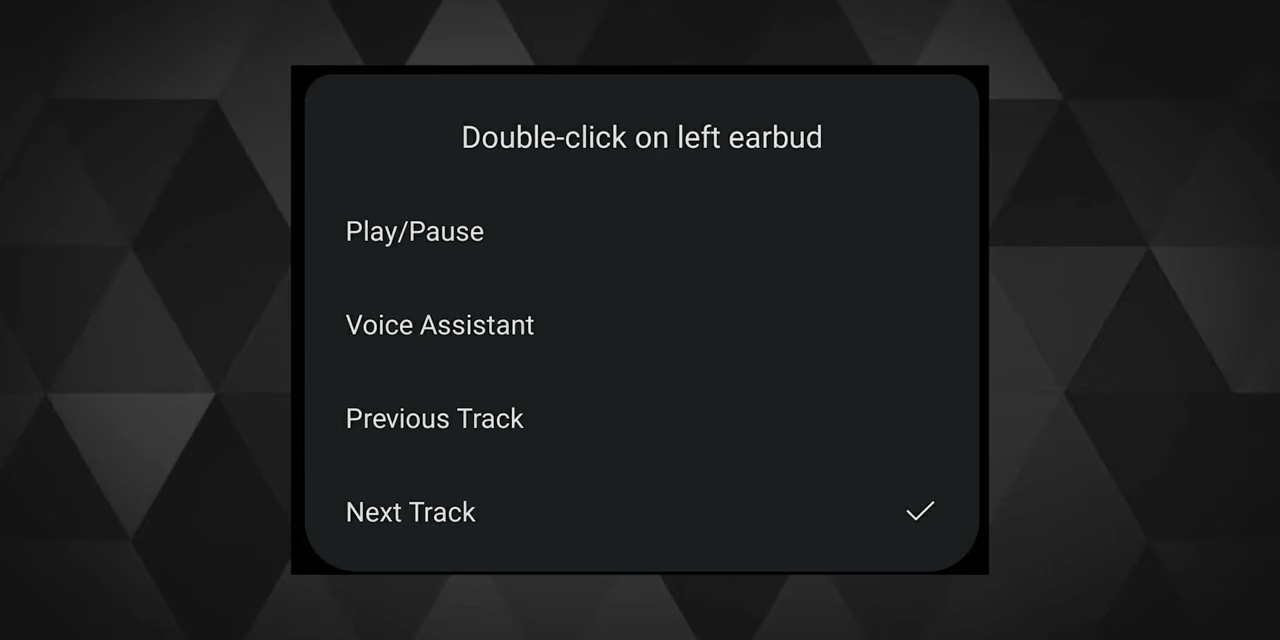 Double-click on left earbud
Play/Pause
Voice Assistant
Previous Track
Next Track